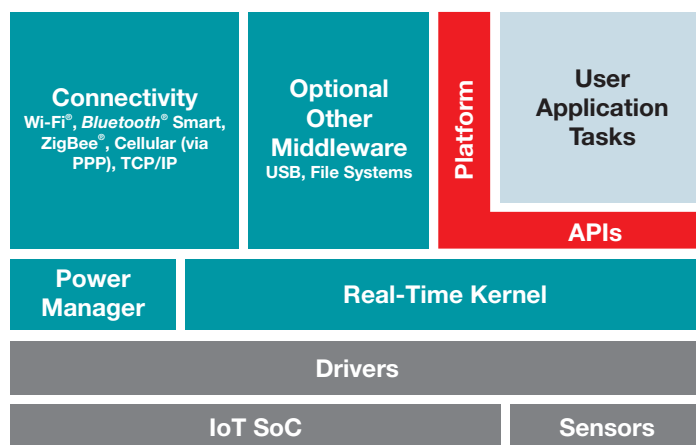 Connectivity
Wi-Fi®, Bluetooth® Smart,
ZigBee®, Cellular (via
PPP), TCP/IP
Optional
Other
Middleware
USB, File Systems
Platform
APIs
User
Application
Tasks
Power
Manager
Real-Time Kernel
Drivers
IoT SoC
Sensors